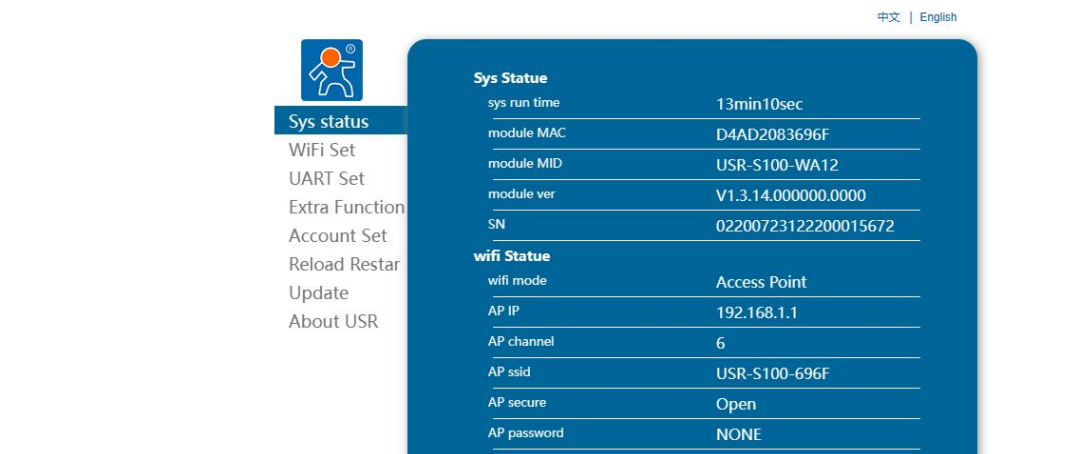 中文 | English
Sys status
WiFi Set
UART Set
Extra Function
Account Set
Reload Restar
Update
About USR
Sys Statue
sys run time 13min10sec
module MAC D4AD2083696F
module MID USR-S100-WA12
module ver V1.3.14.000000.0000
SN 02200723122200015672
wifi Statue
wifi mode Access Point
AP IP 192.168.1.1
AP channel 6
AP ssid USR-S100-696F
AP secure Open
AP password NONE